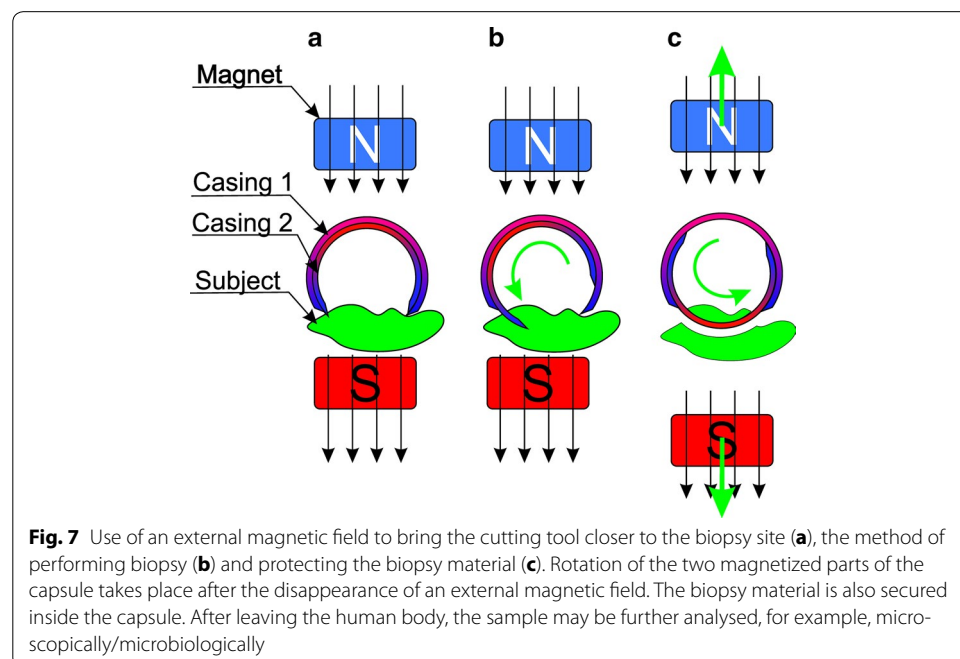 a b c
Magnet
N N N
Casing 1
Casing 2
Subject
S S S
Fig. 7 Use of an external magnetic field to bring the cutting tool closer to the biopsy site (a), the method of
performing biopsy (b) and protecting the biopsy material (c). Rotation of the two magnetized parts of the
capsule takes place after the disappearance of an external magnetic field. The biopsy material is also secured
inside the capsule. After leaving the human body, the sample may be further analysed, for example, micro-
scopically/microbiologically